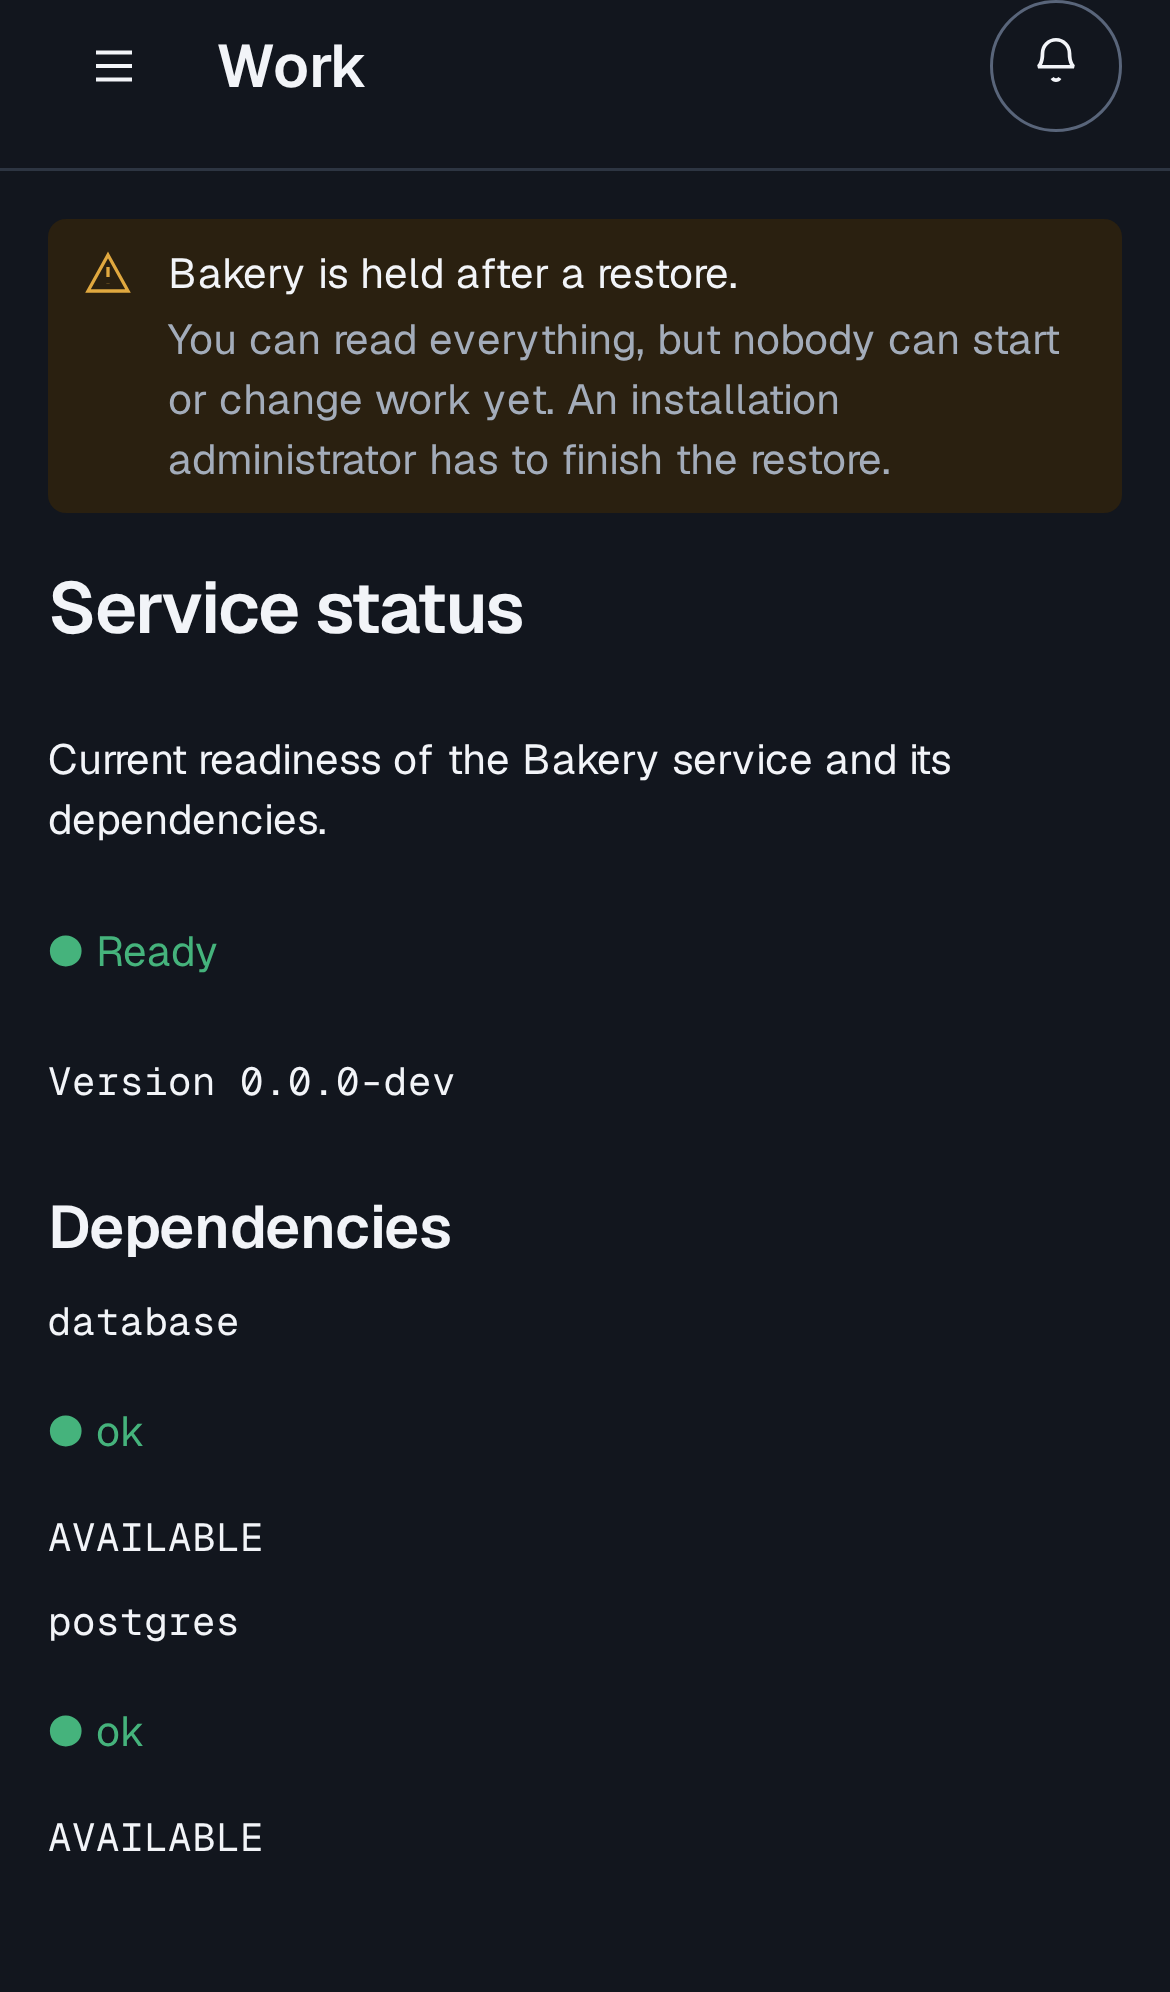 Work
Bakery is held after a restore.
You can read everything, but nobody can start
or change work yet. An installation
administrator has to finish the restore.
Service status
Current readiness of the Bakery service and its
dependencies.
Ready
Version 0.0.0-dev
Dependencies
database
ok
AVAILABLE
postgres
ok
AVAILABLE